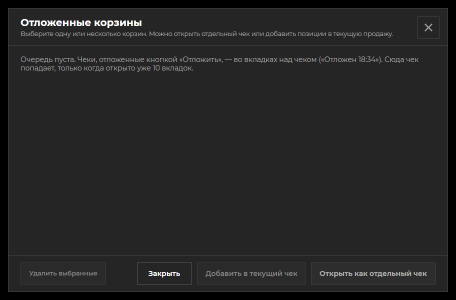 Отложенные корзины
Выберите одну или несколько корзин. Можно открыть отдельный чек или добавить позиции в текущую продажу.
Очередь пуста. Чеки, отложенные кнопкой «Отложить», — во вкладках над чеком («Отложен 18:34»). Сюда чек
попадает, только когда открыто уже 10 вкладок.
Удалить выбранные
Закрыть
Добавить в текущий чек
Открыть как отдельный чек